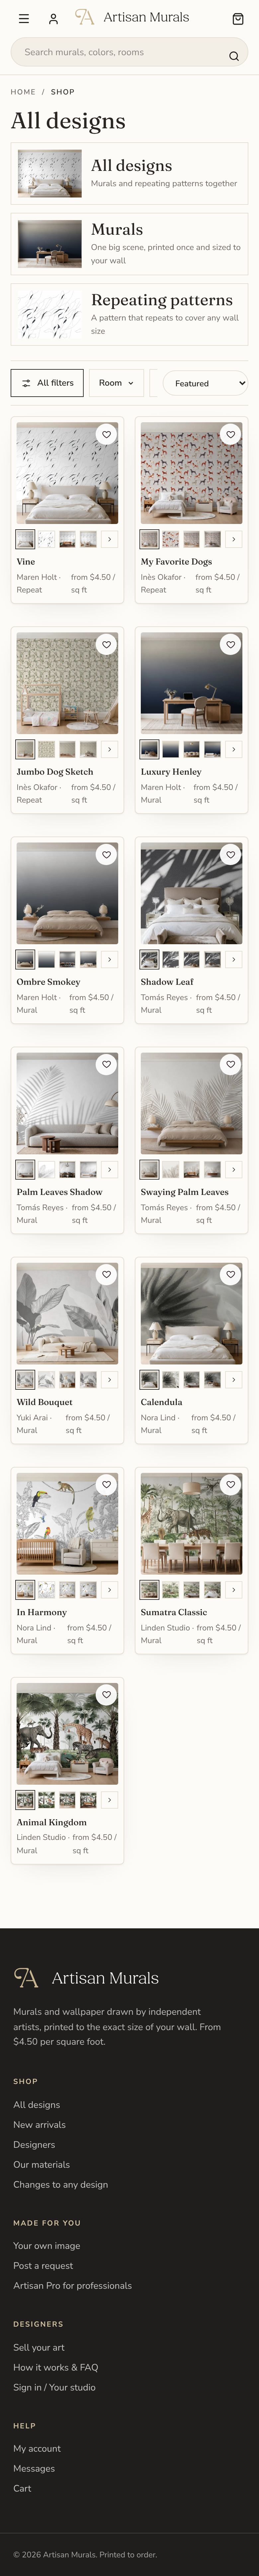 Artisan Murals
Search murals, colors, rooms
HOME / SHOP
All designs
All designs
Murals and repeating patterns together
Murals
One big scene, printed once and sized to
your wall
Repeating patterns
A pattern that repeats to cover any wall
size
All filters
Room
Featured
Vine
Maren Holt ·
Repeat
from $4.50 /
sq ft
My Favorite Dogs
Inès Okafor ·
Repeat
from $4.50 /
sq ft
Jumbo Dog Sketch
Inès Okafor ·
Repeat
from $4.50 /
sq ft
Luxury Henley
Maren Holt ·
Mural
from $4.50 /
sq ft
Ombre Smokey
Maren Holt ·
Mural
from $4.50 /
sq ft
Shadow Leaf
Tomás Reyes ·
Mural
from $4.50 /
sq ft
Palm Leaves Shadow
Tomás Reyes ·
Mural
from $4.50 /
sq ft
Swaying Palm Leaves
Tomás Reyes ·
Mural
from $4.50 /
sq ft
Wild Bouquet
Yuki Arai ·
Mural
from $4.50 /
sq ft
Calendula
Nora Lind ·
Mural
from $4.50 /
sq ft
In Harmony
Nora Lind ·
Mural
from $4.50 /
sq ft
Sumatra Classic
Linden Studio ·
Mural
from $4.50 /
sq ft
Animal Kingdom
Linden Studio ·
Mural
from $4.50 /
sq ft
Artisan Murals
Murals and wallpaper drawn by independent
artists, printed to the exact size of your wall. From
$4.50 per square foot.
SHOP
All designs
New arrivals
Designers
Our materials
Changes to any design
MADE FOR YOU
Your own image
Post a request
Artisan Pro for professionals
DESIGNERS
Sell your art
How it works & FAQ
Sign in / Your studio
HELP
My account
Messages
Cart
© 2026 Artisan Murals. Printed to order.